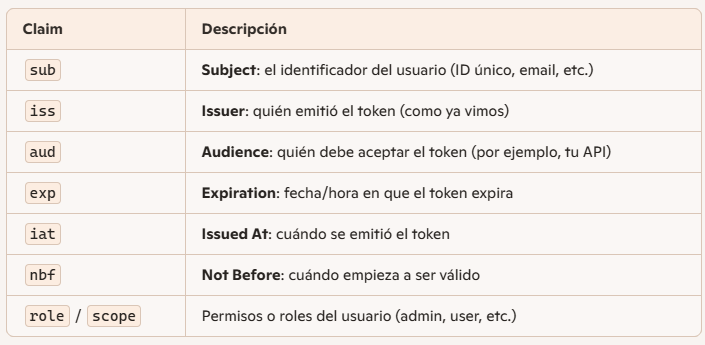 Claim Descripción
sub Subject: el identificador del usuario (ID único, email, etc.)
iss Issuer: quién emitió el token (como ya vimos)
aud Audience: quién debe aceptar el token (por ejemplo, tu API)
exp Expiration: fecha/hora en que el token expira
iat Issued At: cuándo se emitió el token
nbf Not Before: cuándo empieza a ser válido
role / scope Permisos o roles del usuario (admin, user, etc.)